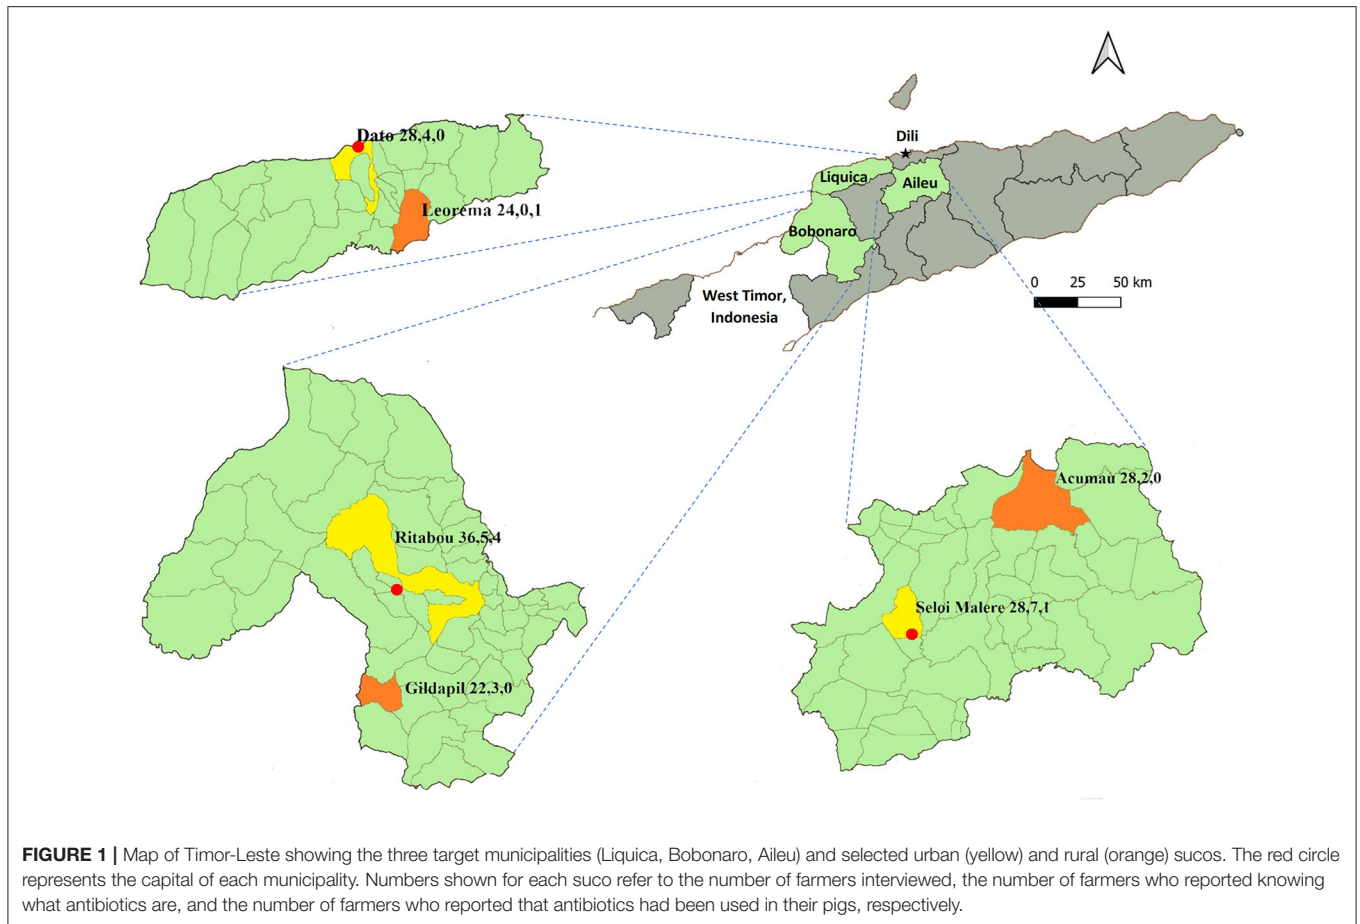 Dato 28,4,0
Leorema 24,0,1
Dili
Liquica
Aileu
Bobonaro
0 25 50 km
West Timor,
Indonesia
Ritabou 36,5,4
Gildapil 22,3,0
Acumau 28,2,0
Seloi Malere 28,7,1
FIGURE 1 | Map of Timor-Leste showing the three target municipalities (Liquica, Bobonaro, Aileu) and selected urban (yellow) and rural (orange) sucos. The red circle
represents the capital of each municipality. Numbers shown for each suco refer to the number of farmers interviewed, the number of farmers who reported knowing
what antibiotics are, and the number of farmers who reported that antibiotics had been used in their pigs, respectively.